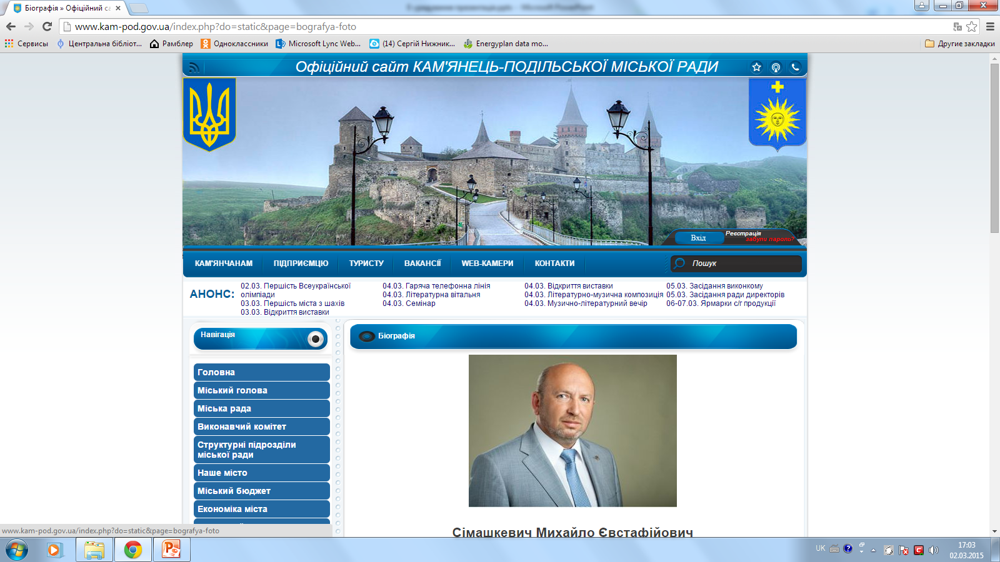 Біографія » Офіційний са
www.kam-pod.gov.ua/index.php?do=static&page=bografya-foto
Сервисы
Центральна бібліот...
Рамблер
Одноклассники
Microsoft Lync Web...
(14) Сергій Нижник...
Energyplan data mo...
Другие закладки
Офіційний сайт КАМ'ЯНЕЦЬ-ПОДІЛЬСЬКОЇ МІСЬКОЇ РАДИ
Вхід
Реєстрація
забули пароль?
КАМ'ЯНЧАНАМ
ПІДПРИЄМЦЮ
ТУРИСТУ
ВАКАНСІЇ
WEB-КАМЕРИ
КОНТАКТИ
Пошук
АНОНС:
02.03. Першість Всеукраїнської
олімпіади
03.03. Першість міста з шахів
03.03. Відкриття виставки
04.03. Гаряча телефонна лінія
04.03. Літературна вітальня
04.03. Семінар
04.03. Відкриття виставки
04.03. Літературно-музична композиція
04.03. Музично-літературний вечір
05.03. Засідання виконкому
05.03. Засідання ради директорів
06-07.03. Ярмарки с/г продукції
Навігація
Головна
Міський голова
Міська рада
Виконавчий комітет
Структурні підрозділи
міської ради
Наше місто
Міський бюджет
Економіка міста
Біографія
Сімашкевич Михайло Євстафійович
www.kam-pod.gov.ua/index.php?do=static&page=bografya-foto
UK
17:03
02.03.2015